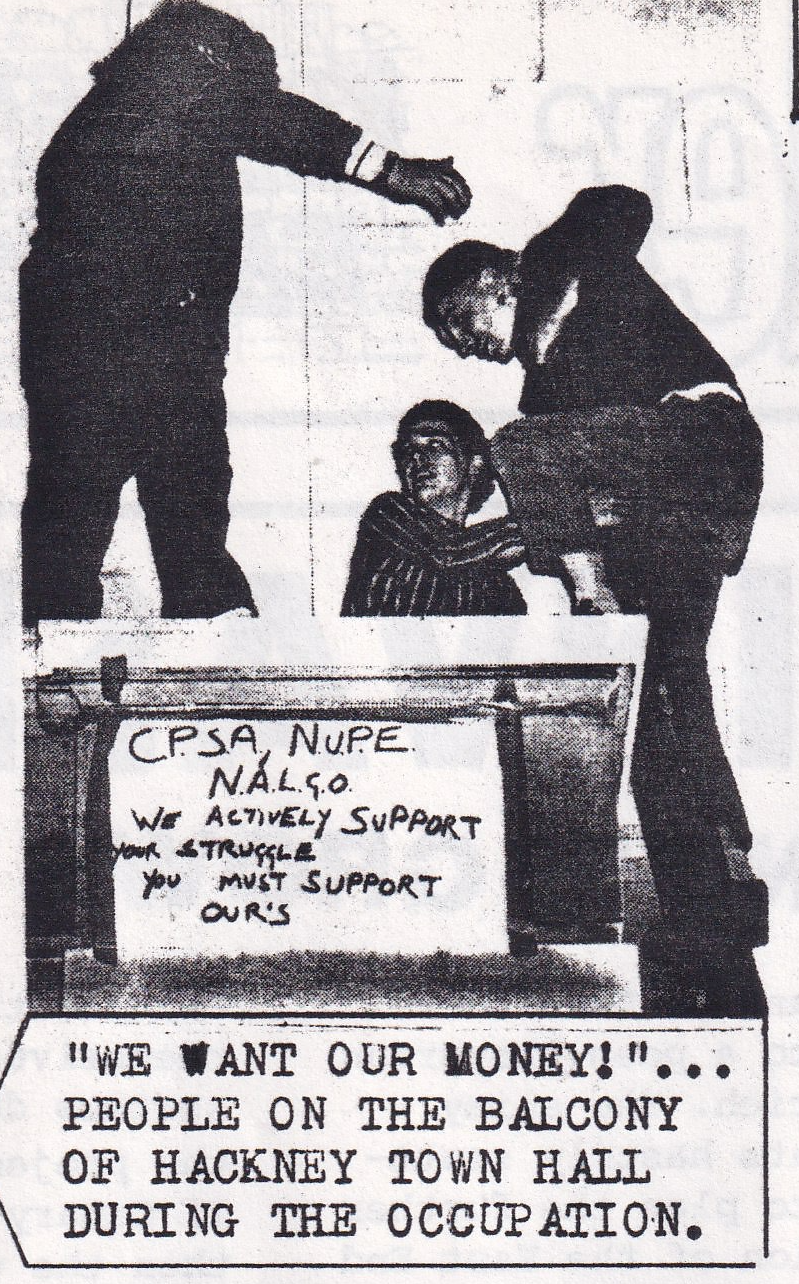 C.P.S.A, N.U.P.E.
N.A.L.G.O.
WE ACTIVELY SUPPORT
YOUR STRUGGLE
YOU MUST SUPPORT
OUR'S
"WE WANT OUR MONEY!"...
PEOPLE ON THE BALCONY
OF HACKNEY TOWN HALL
DURING THE OCCUPATION.